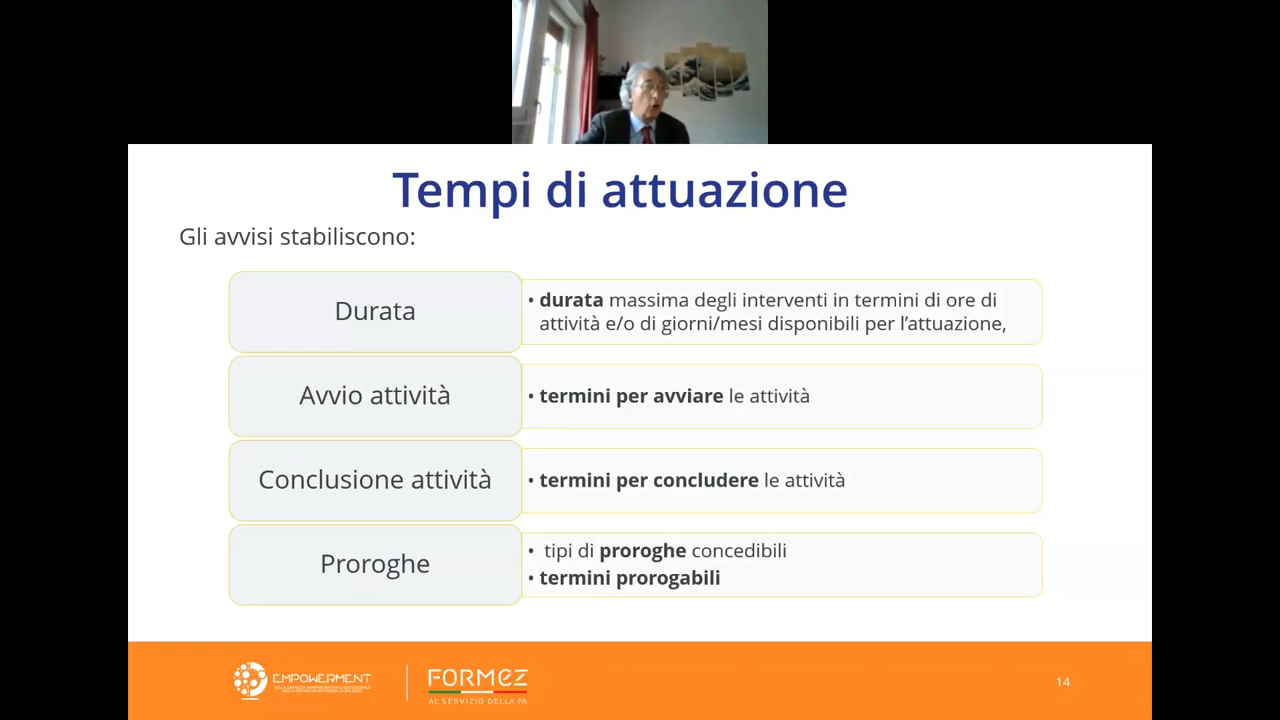 Tempi di attuazione
Gli avvisi stabiliscono:
Durata
• durata massima degli interventi in termini di ore di
attività e/o di giorni/mesi disponibili per l’attuazione,
Avvio attività
• termini per avviare le attività
Conclusione attività
• termini per concludere le attività
Proroghe
• tipi di proroghe concedibili
• termini prorogabili
EMPOWERMENT
FORMEZ
AL SERVIZIO DELLA PA
14